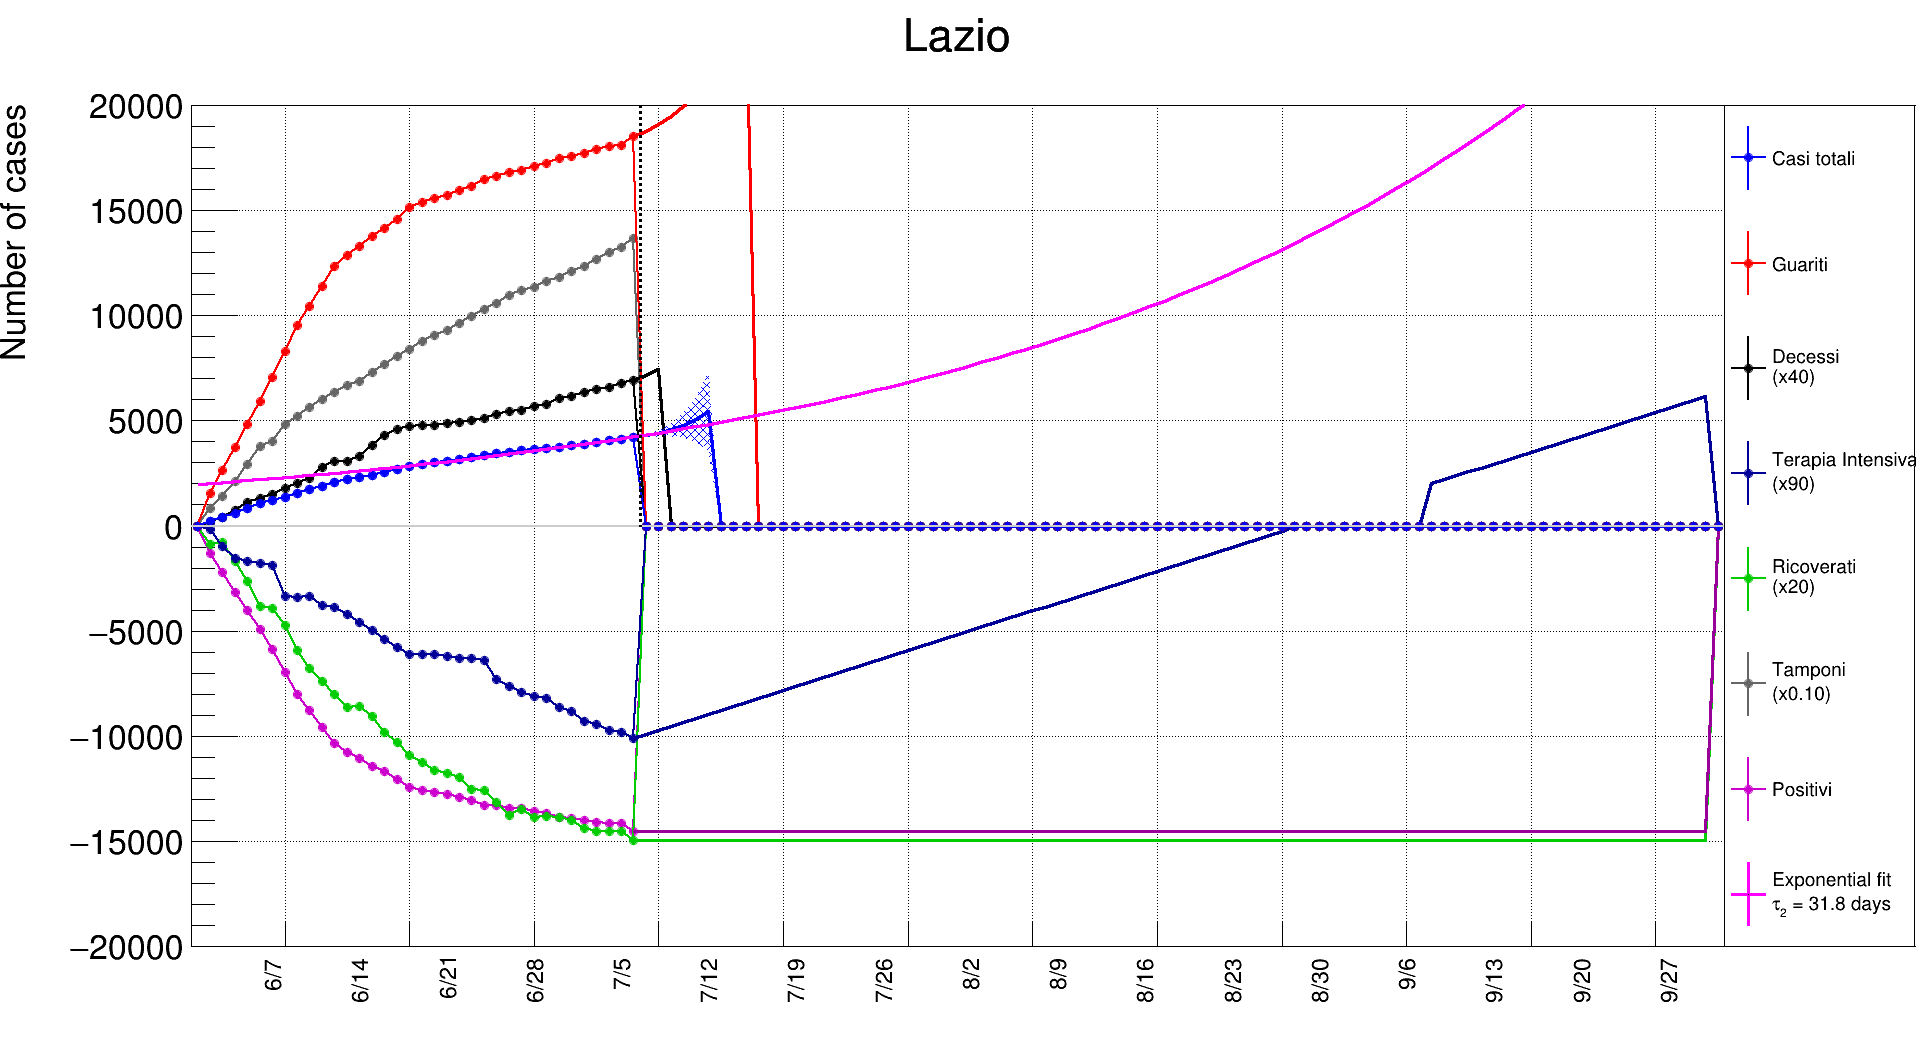 Lazio
Number of cases
20000
15000
10000
5000
0
−5000
−10000
−15000
−20000
6/7
6/14
6/21
6/28
7/5
7/12
7/19
7/26
8/2
8/9
8/16
8/23
8/30
9/6
9/13
9/20
9/27
Casi totali
Guariti
Decessi
(x40)
Terapia Intensiva
(x90)
Ricoverati
(x20)
Tamponi
(x0.10)
Positivi
Exponential fit
τ2 = 31.8 days